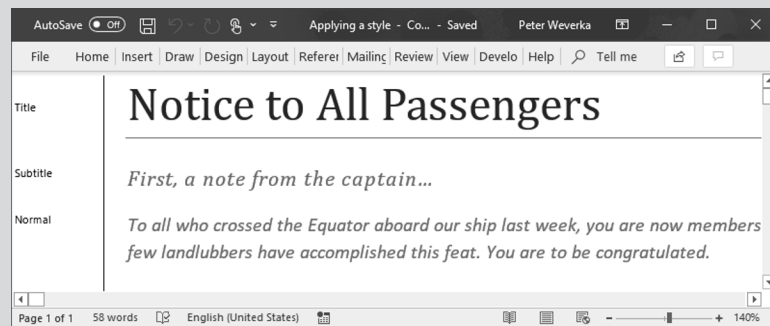 AutoSave Off Applying a style - Co... - Saved Peter Weverka
File Home Insert Draw Design Layout Referer Mailing Review View Develo Help Tell me
Title Notice to All Passengers
Subtitle First, a note from the captain...
Normal To all who crossed the Equator aboard our ship last week, you are now members
few landlubbers have accomplished this feat. You are to be congratulated.
Page 1 of 1 58 words English (United States) - + 140%